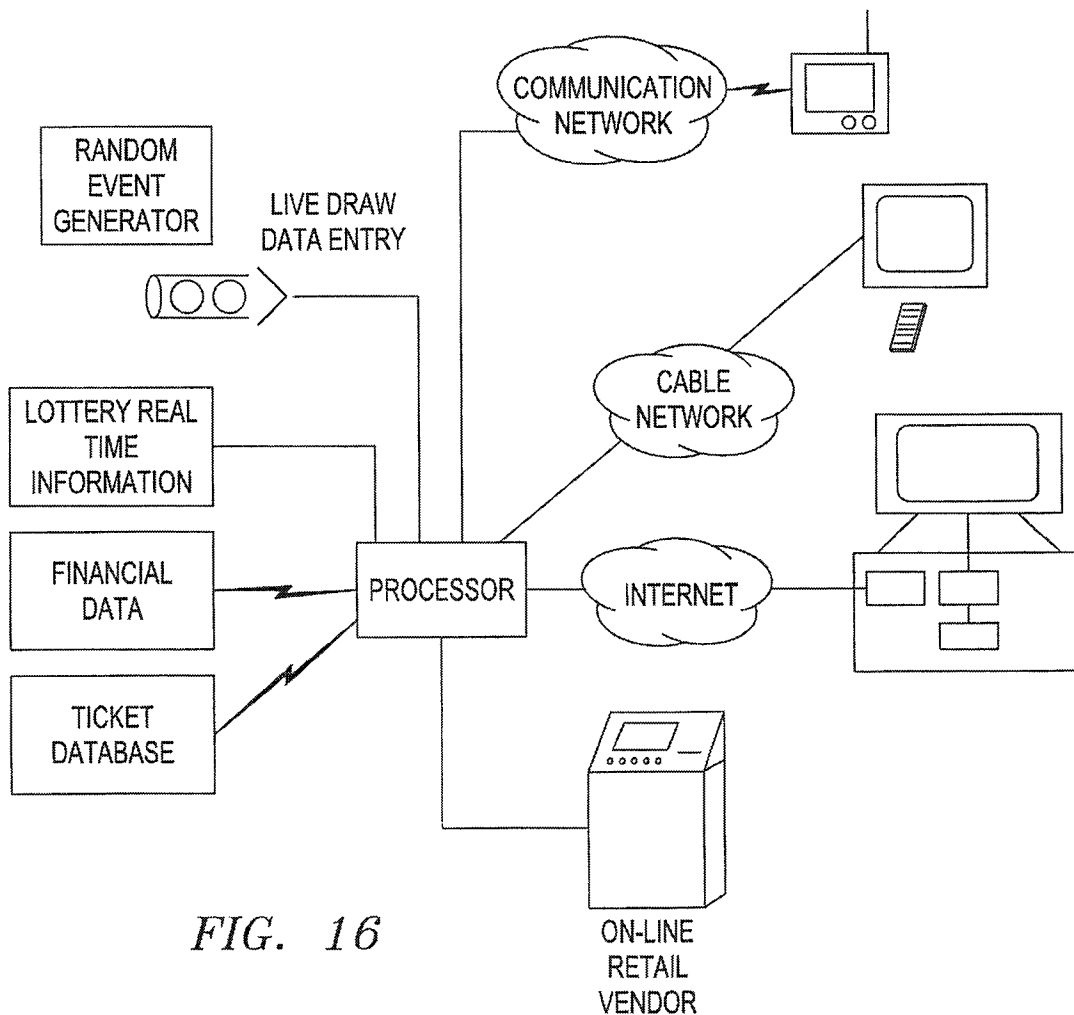 COMMUNICATION
NETWORK
RANDOM
EVENT
GENERATOR
LIVE DRAW
DATA ENTRY
CABLE
NETWORK
LOTTERY REAL
TIME
INFORMATION
FINANCIAL
DATA
PROCESSOR
INTERNET
TICKET
DATABASE
ON-LINE
RETAIL
VENDOR
FIG. 16